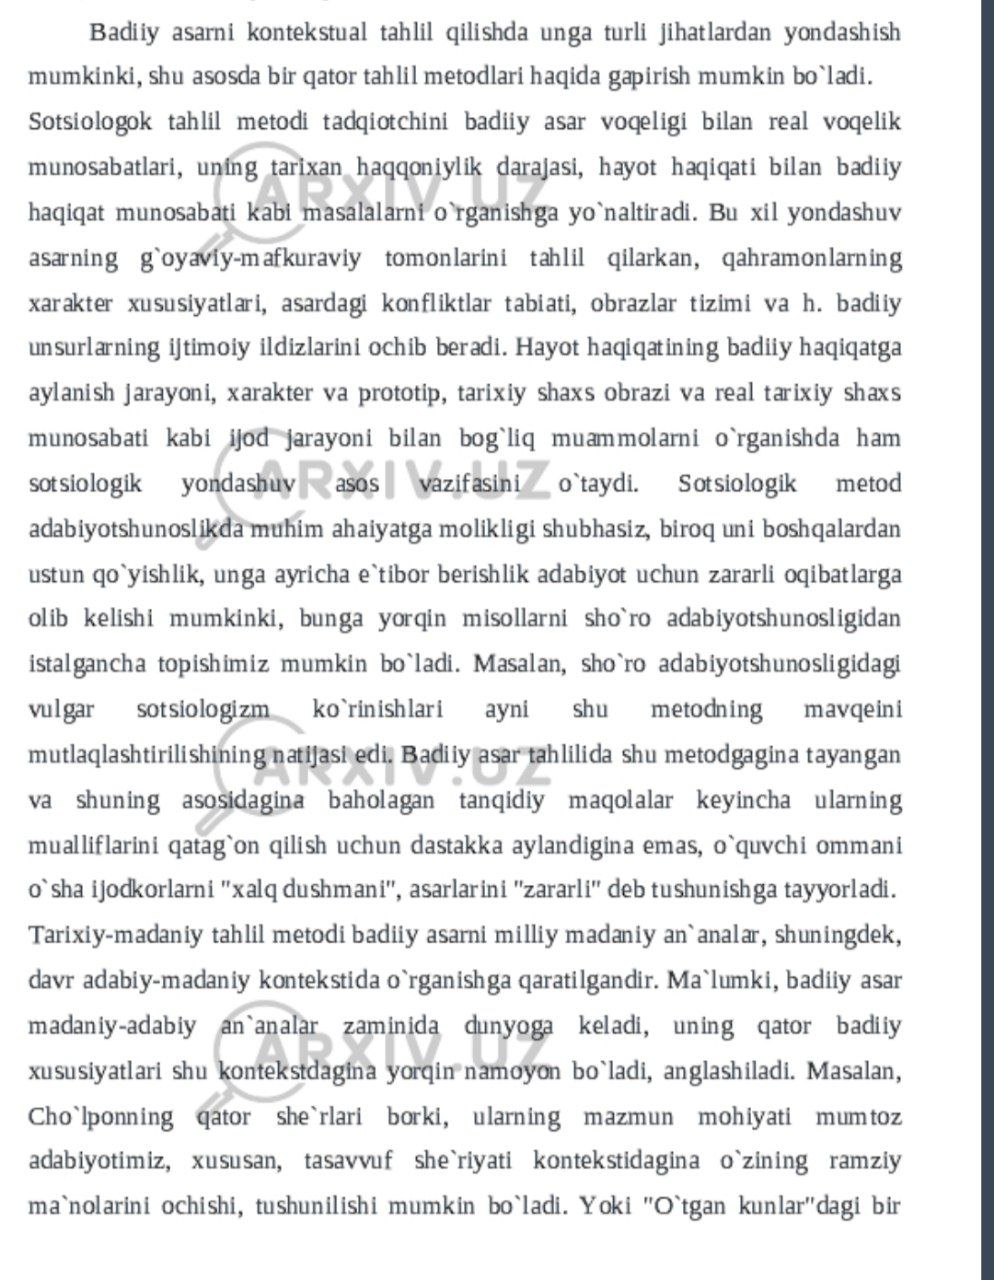 Badiiy asarni kontekstual tahlil qilishda unga turli jihatlardan yondashish
mumkinki, shu asosda bir qator tahlil metodlari haqida gapirish mumkin bo`ladi.
Sotsiologok tahlil metodi tadqiotchini badiiy asar voqeligi bilan real voqelik
munosabatlari, uning tarixan haqqoniylik darajasi, hayot haqiqati bilan badiiy
haqiqat munosabati kabi masalalarni o`rganishga yo`naltiradi. Bu xil yondashuv
asarning g`oyaviy-mafkuraviy tomonlarini tahlil qilarkan, qahramonlarning
xarakter xususiyatlari, asardagi konfliktlar tabiati, obrazlar tizimi va h. badiiy
unsurlarning ijtimoiy ildizlarini ochib beradi. Hayot haqiqatining badiiy haqiqatga
aylanish jarayoni, xarakter va prototip, tarixiy shaxs obrazi va real tarixiy shaxs
munosabati kabi ijod jarayoni bilan bog`liq muammolarni o`rganishda ham
sotsiologik yondashuv asos vazifasini o`taydi. Sotsiologik metod
adabiyotshunoslikda muhim ahaiyatga molikligi shubhasiz, biroq uni boshqalardan
ustun qo`yishlik, unga ayricha e`tibor berishlik adabiyot uchun zararli oqibatlarga
olib kelishi mumkinki, bunga yorqin misollarni sho`ro adabiyotshunosligidan
istalgancha topishimiz mumkin bo`ladi. Masalan, sho`ro adabiyotshunosligidagi
vulgar sotsiologizm ko`rinishlari ayni shu metodning mavqeini
mutlaqlashtirilishining natijasi edi. Badiiy asar tahlilida shu metodgagina tayangan
va shuning asosidagina baholagan tanqidiy maqolalar keyincha ularning
mualliflarini qatag`on qilish uchun dastakka aylandigina emas, o`quvchi ommani
o`sha ijodkorlarni "xalq dushmani", asarlarini "zararli" deb tushunishga tayyorladi.
Tarixiy-madaniy tahlil metodi badiiy asarni milliy madaniy an`analar, shuningdek,
davr adabiy-madaniy kontekstida o`rganishga qaratilgandir. Ma`lumki, badiiy asar
madaniy-adabiy an`analar zaminida dunyoga keladi, uning qator badiiy
xususiyatlari shu kontekstdagina yorqin namoyon bo`ladi, anglashiladi. Masalan,
Cho`lponning qator she`rlari borki, ularning mazmun mohiyati mumtoz
adabiyotimiz, xususan, tasavvuf she`riyati kontekstidagina o`zining ramziy
ma`nolarini ochishi, tushunilishi mumkin bo`ladi. Yoki "O`tgan kunlar"dagi bir
ARXIV.UZ
ARXIV.UZ
ARXIV.UZ
ARXIV.UZ